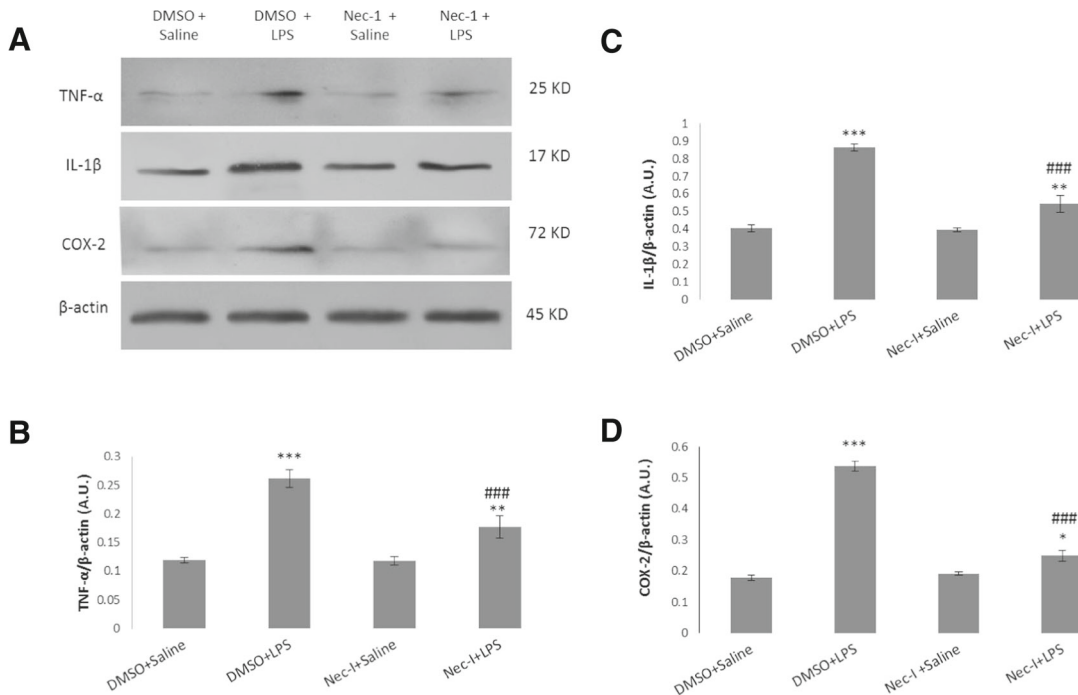 A
DMSO + DMSO + Nec-1 + Nec-1 +
Saline LPS Saline LPS
TNF-α 25 KD
IL-1β 17 KD
COX-2 72 KD
β-actin 45 KD
B
TNF-α/β-actin (A.U.)
0.3
0.25
0.2
0.15
0.1
0.05
0
***
###
**
DMSO+Saline DMSO+LPS Nec-I+Saline Nec-I+LPS
C
IL-1β/β-actin (A.U.)
1
0.9
0.8
0.7
0.6
0.5
0.4
0.3
0.2
0.1
0
***
###
**
DMSO+Saline DMSO+LPS Nec-I+Saline Nec-I+LPS
D
COX-2/β-actin (A.U.)
0.6
0.5
0.4
0.3
0.2
0.1
0
***
###
*
DMSO+Saline DMSO+LPS Nec-I +Saline Nec-I+LPS